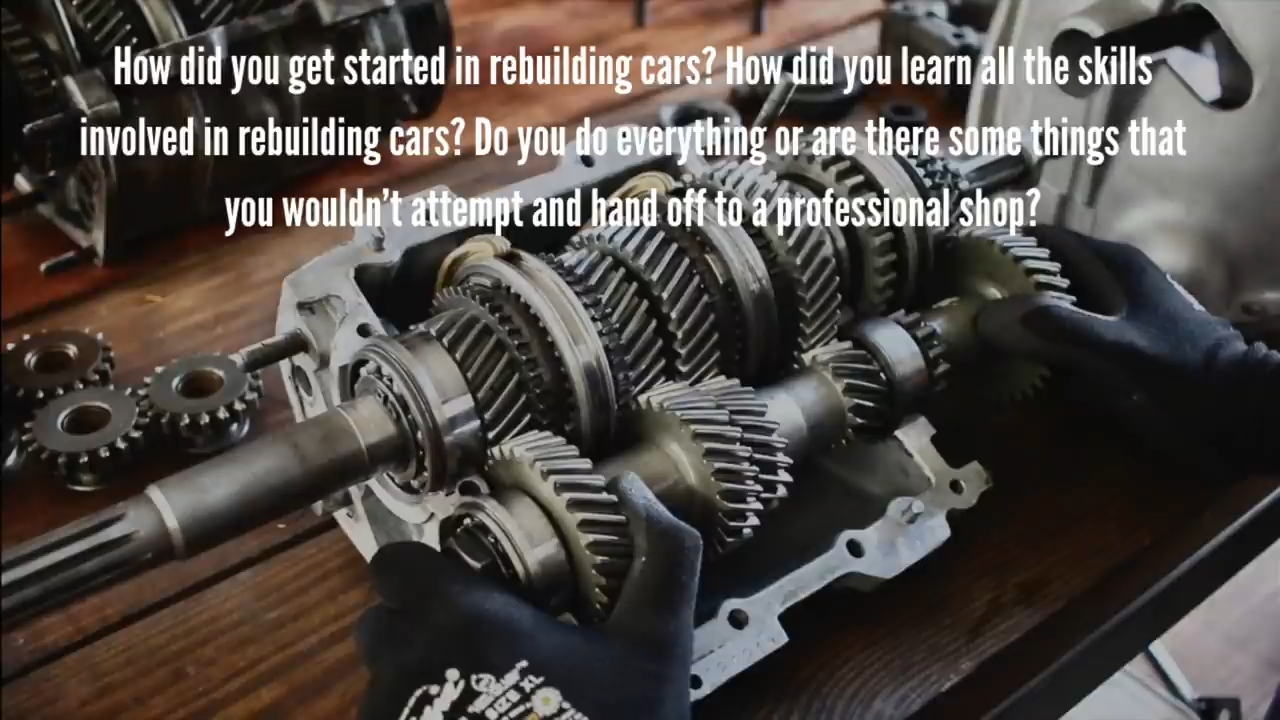 How did you get started in rebuilding cars? How did you learn all the skills
involved in rebuilding cars? Do you do everything or are there some things that
you wouldn't attempt and hand off to a professional shop?
SIZE XL